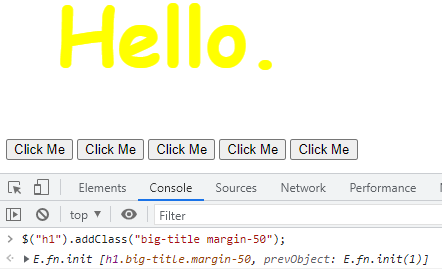 Hello.
Click Me Click Me Click Me Click Me Click Me
Elements Console Sources Network Performance
top Filter
$("h1").addClass("big-title margin-50");
E.fn.init [h1.big-title.margin-50, prevObject: E.fn.init(1)]